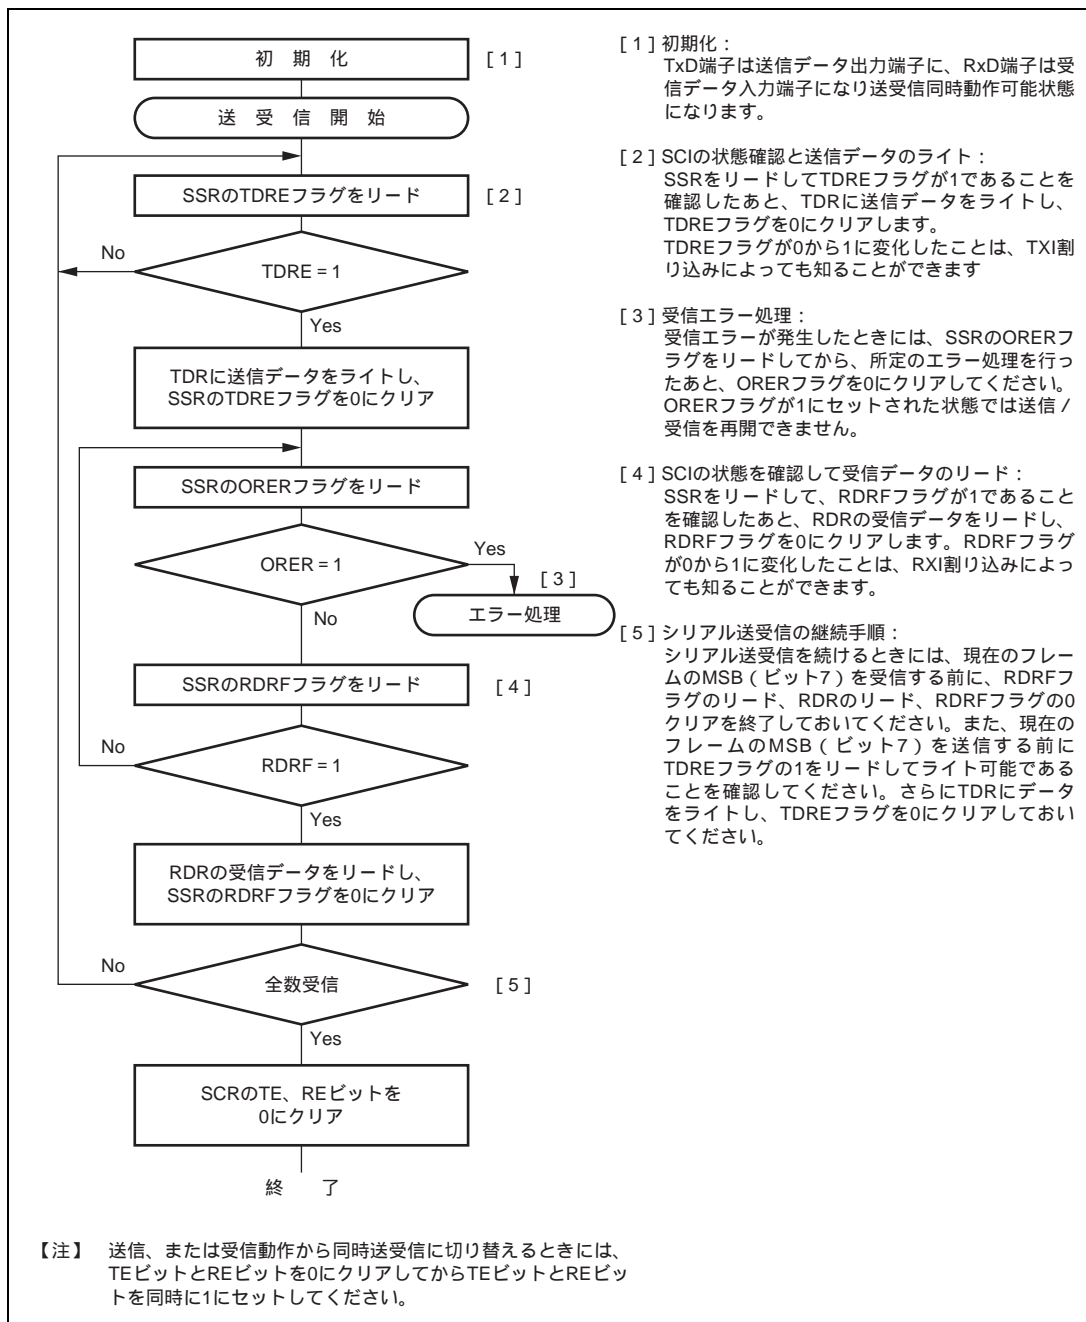 初　期　化
[ 1 ]
送　受　信　開　始
SSRのTDREフラグをリード
[ 2 ]
No
TDRE = 1
Yes
TDRに送信データをライトし、
SSRのTDREフラグを0にクリア
SSRのORERフラグをリード
Yes
ORER = 1
[ 3 ]
エラー処理
No
SSRのRDRFフラグをリード
[ 4 ]
No
RDRF = 1
Yes
RDRの受信データをリードし、
SSRのRDRFフラグを0にクリア
No
全数受信
[ 5 ]
Yes
SCRのTE、REビットを
0にクリア
終　了
[ 1 ] 初期化：
TxD端子は送信データ出力端子に、RxD端子は受
信データ入力端子になり送受信同時動作可能状態
になります。
[ 2 ] SCIの状態確認と送信データのライト：
SSRをリードしてTDREフラグが1であることを
確認したあと、TDRに送信データをライトし、
TDREフラグを0にクリアします。
TDREフラグが0から1に変化したことは、TXI割
り込みによっても知ることができます
[ 3 ] 受信エラー処理：
受信エラーが発生したときには、SSRのORERフ
ラグをリードしてから、所定のエラー処理を行っ
たあと、ORERフラグを0にクリアしてください。
ORERフラグが1にセットされた状態では送信／
受信を再開できません。
[ 4 ] SCIの状態を確認して受信データのリード：
SSRをリードして、RDRFフラグが1であること
を確認したあと、RDRの受信データをリードし、
RDRFフラグを0にクリアします。RDRFフラグ
が0から1に変化したことは、RXI割り込みによっ
ても知ることができます。
[ 5 ] シリアル送受信の継続手順：
シリアル送受信を続けるときには、現在のフレー
ムのMSB（ビット7）を受信する前に、RDRFフ
ラグのリード、RDRのリード、RDRFフラグの0
クリアを終了しておいてください。また、現在の
フレームのMSB（ビット7）を送信する前に
TDREフラグの1をリードしてライト可能である
ことを確認してください。さらにTDRにデータ
をライトし、TDREフラグを0にクリアしておい
てください。
【注】　送信、または受信動作から同時送受信に切り替えるときには、
TEビットとREビットを0にクリアしてからTEビットとREビッ
トを同時に1にセットしてください。